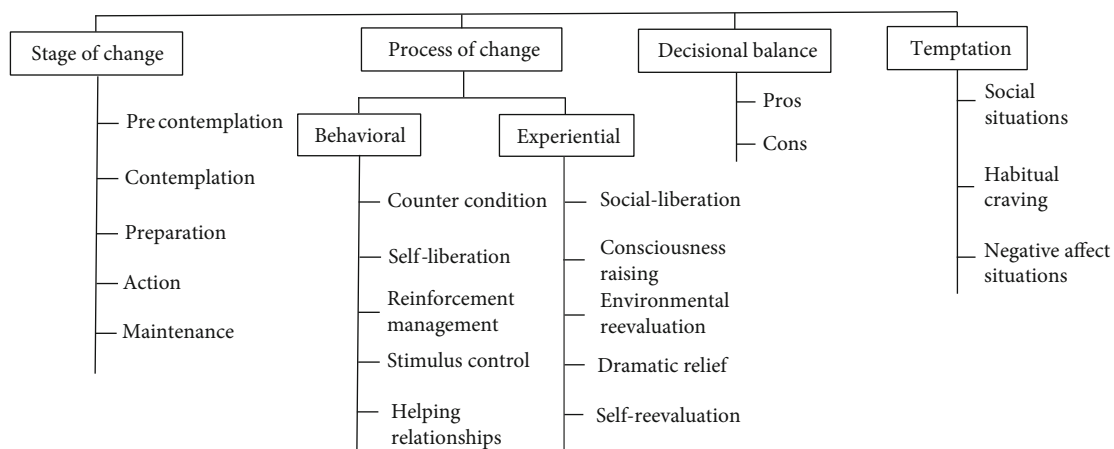 Stage of change
Process of change
Decisional balance
Temptation
Pre contemplation
Contemplation
Preparation
Action
Maintenance
Behavioral
Counter condition
Self-liberation
Reinforcement
management
Stimulus control
Helping
relationships
Experiential
Social-liberation
Consciousness
raising
Environmental
reevaluation
Dramatic relief
Self-reevaluation
Pros
Cons
Social
situations
Habitual
craving
Negative affect
situations